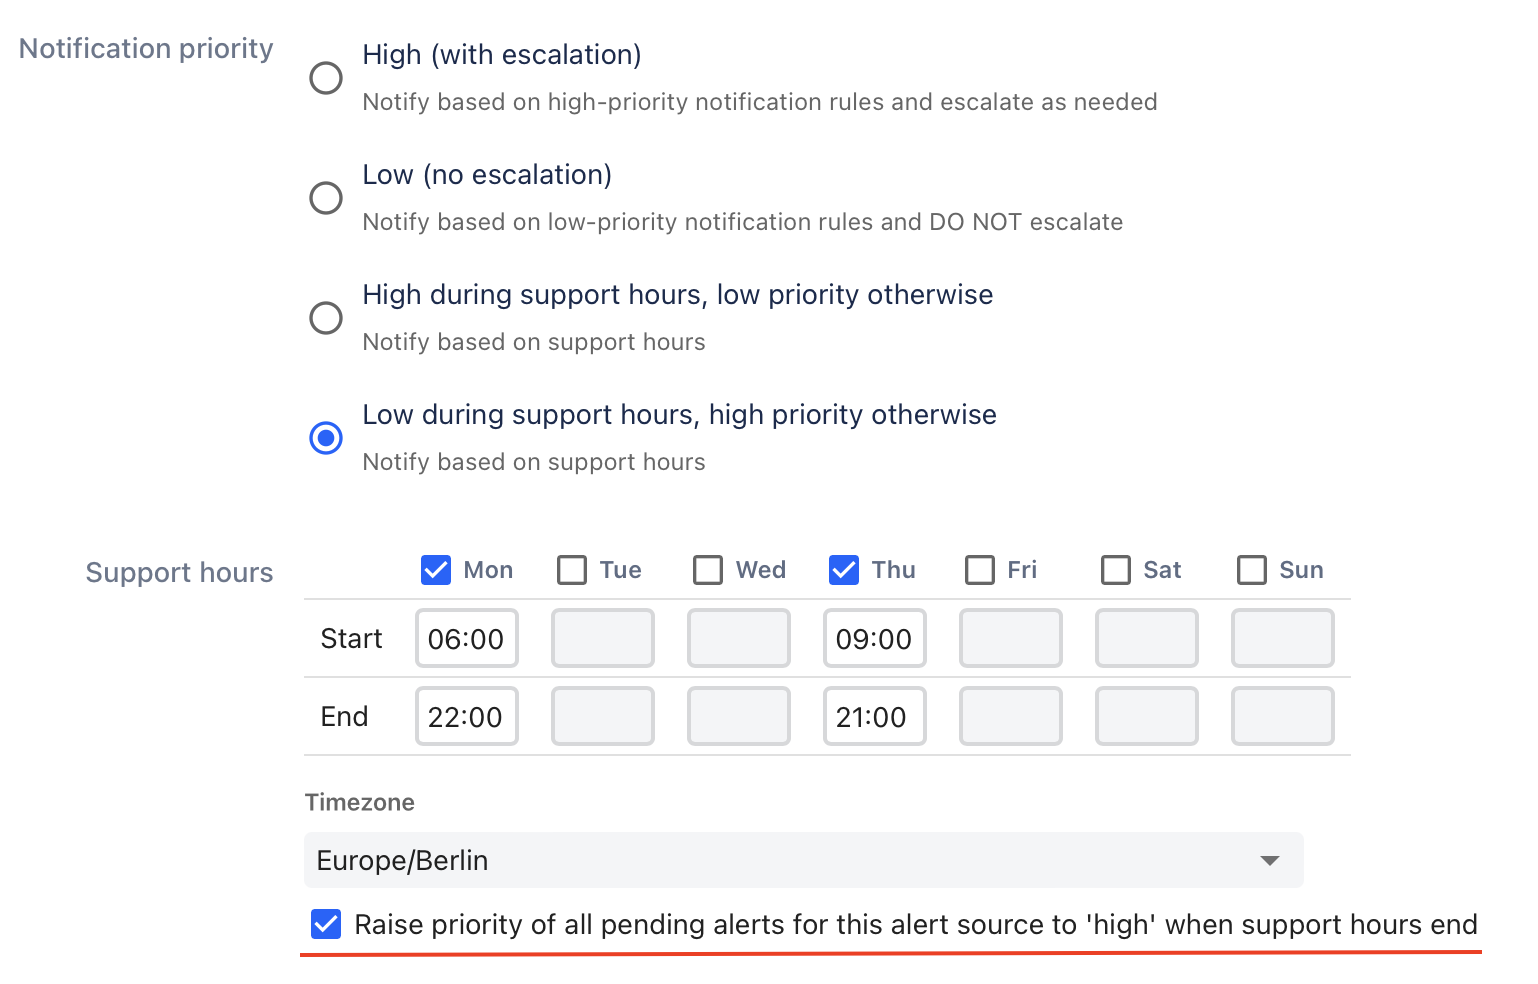 Notification priority
High (with escalation)
Notify based on high-priority notification rules and escalate as needed
Low (no escalation)
Notify based on low-priority notification rules and DO NOT escalate
High during support hours, low priority otherwise
Notify based on support hours
Low during support hours, high priority otherwise
Notify based on support hours
Support hours
Mon Tue Wed Thu Fri Sat Sun
Start 06:00 09:00
End 22:00 21:00
Timezone
Europe/Berlin
Raise priority of all pending alerts for this alert source to 'high' when support hours end